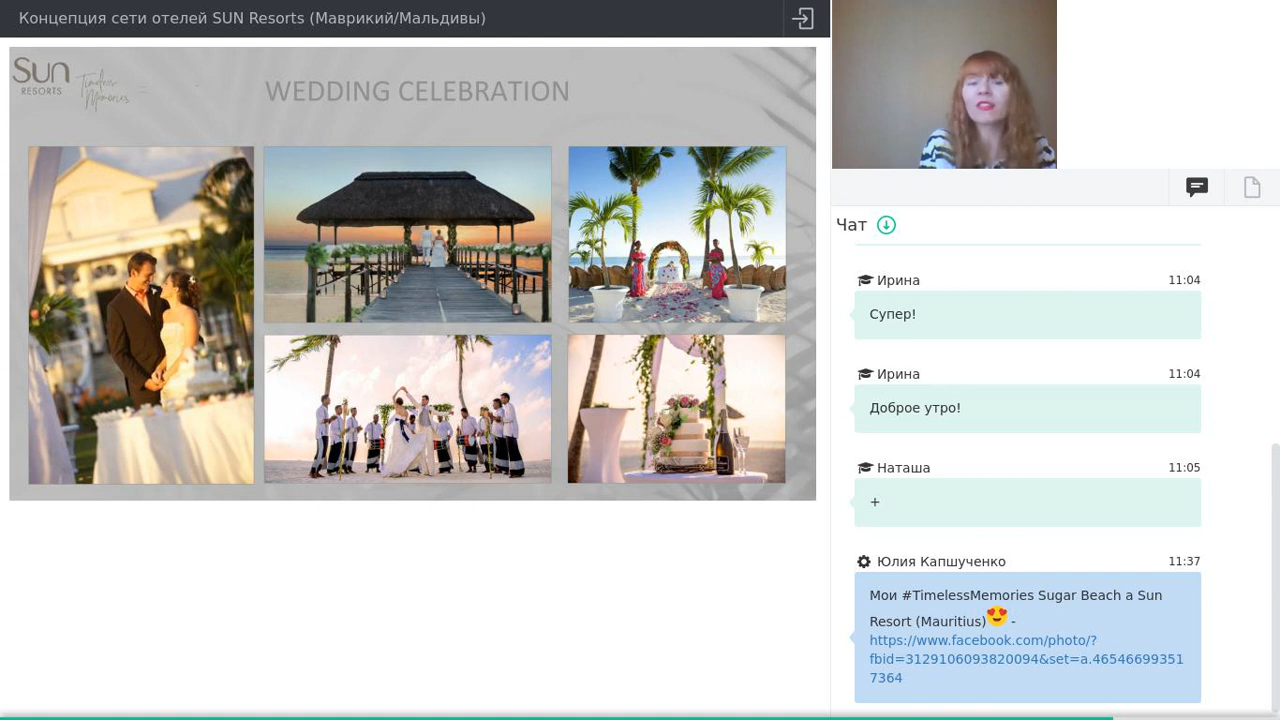 Концепция сети отелей SUN Resorts (Маврикий/Мальдивы)
Sun
RESORTS
Timeless
Memories
WEDDING CELEBRATION
Чат
Ирина 11:04
Супер!
Ирина 11:04
Доброе утро!
Наташа 11:05
+
Юлия Капшученко 11:37
Мои #TimelessMemories Sugar Beach a Sun
Resort (Mauritius)😍 -
https://www.facebook.com/photo/?
fbid=3129106093820094&set=a.46546699351
7364